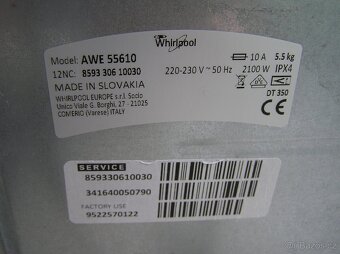 Whirlpool
Model: AWE 55610
12NC: 8593 306 10030
MADE IN SLOVAKIA
WHIRLPOOL EUROPE s.r.l. Socio
Unico Viale G. Borghi, 27 - 21025
COMERIO (Varese) ITALY
220-230 V ~ 50 Hz
10 A 5.5 kg
2100 W IPX4
DT 350
SERVICE
859330610030
341640050790
FACTORY USE
9522570122